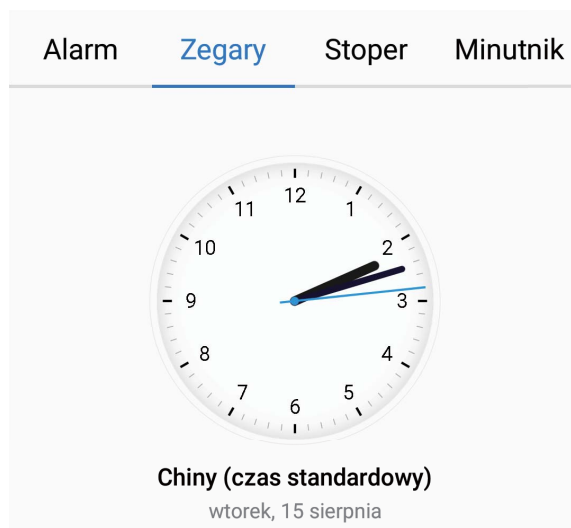 Alarm Zegary Stoper Minutnik
12
11 1
10 2
9 3
8 4
7 5
6
Chiny (czas standardowy)
wtorek, 15 sierpnia